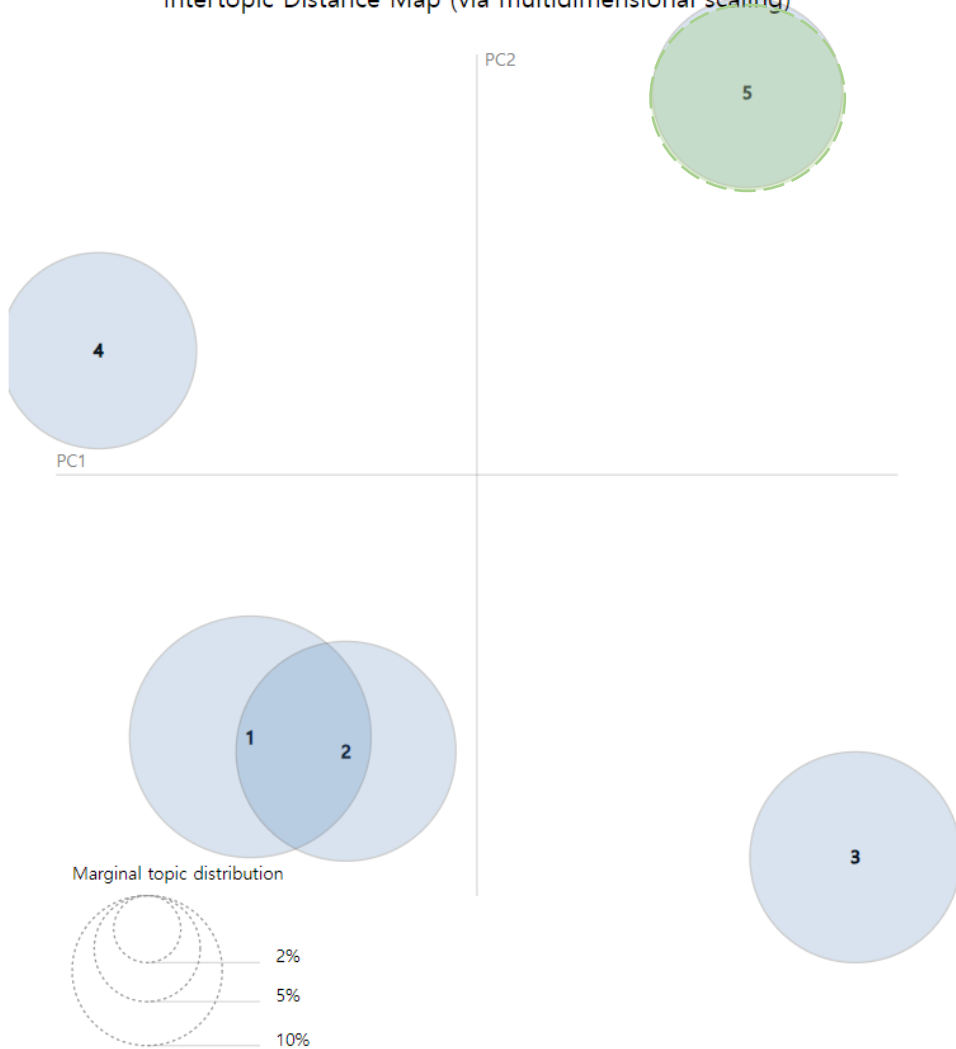 Intertopic Distance Map (via multidimensional scaling)
PC2
5
4
PC1
1
2
3
Marginal topic distribution
2%
5%
10%